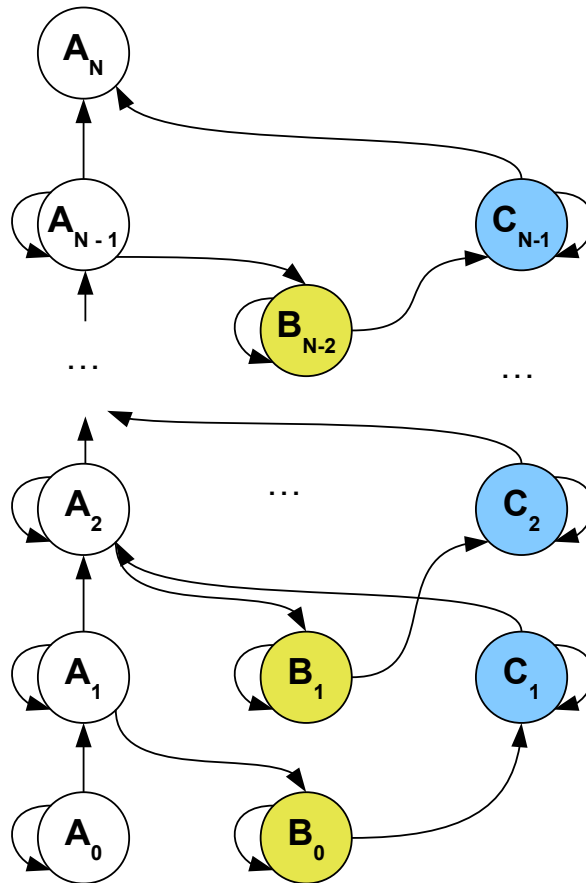 A_N
A_N - 1
C_N-1
B_N-2
...
...
A_2
...
C_2
A_1
B_1
C_1
A_0
B_0